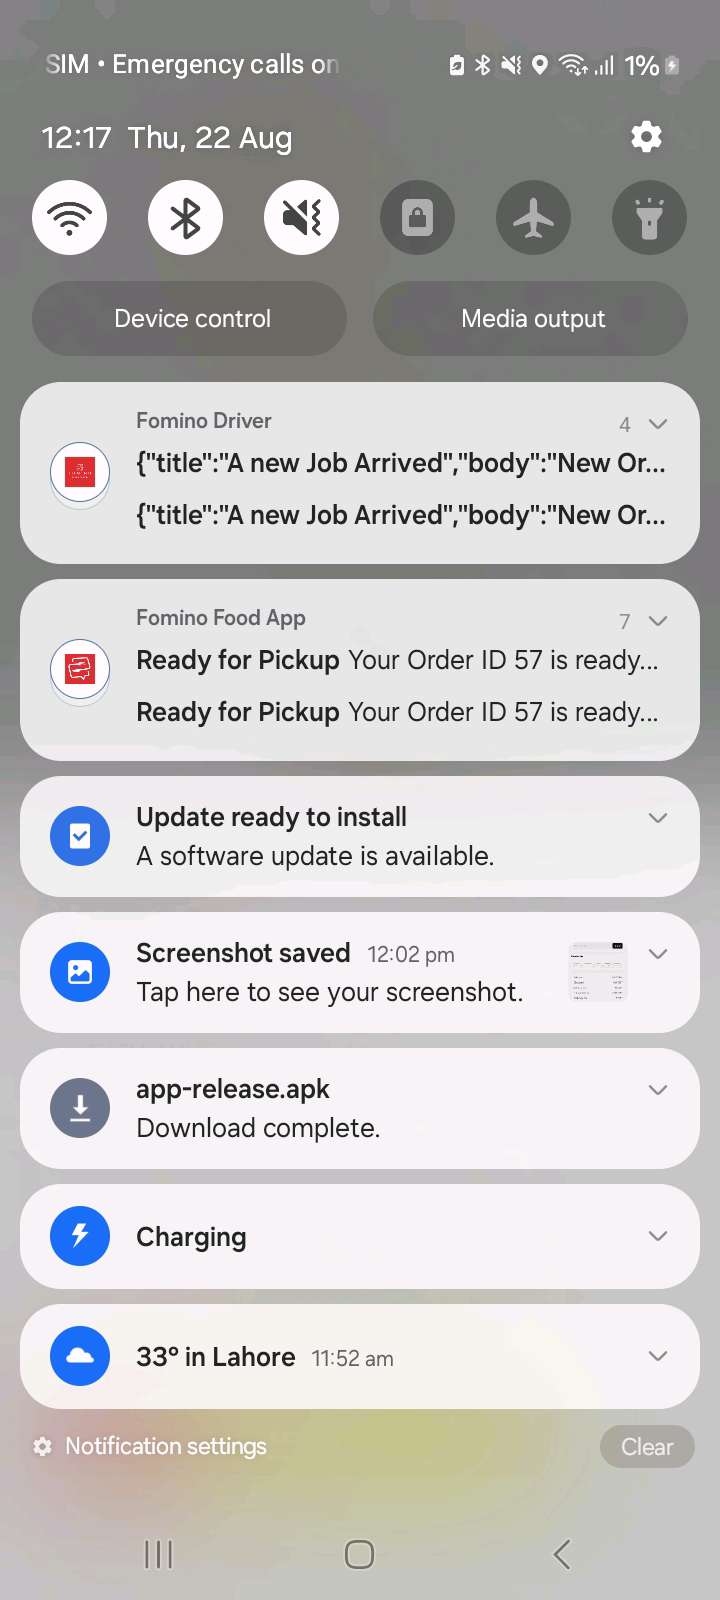 SIM • Emergency calls on
1%
12:17 Thu, 22 Aug
Device control
Media output
Fomino Driver 4
{"title":"A new Job Arrived","body":"New Or...
{"title":"A new Job Arrived","body":"New Or...
Fomino Food App 7
Ready for Pickup Your Order ID 57 is ready...
Ready for Pickup Your Order ID 57 is ready...
Update ready to install
A software update is available.
Screenshot saved 12:02 pm
Tap here to see your screenshot.
app-release.apk
Download complete.
Charging
33° in Lahore 11:52 am
Notification settings
Clear